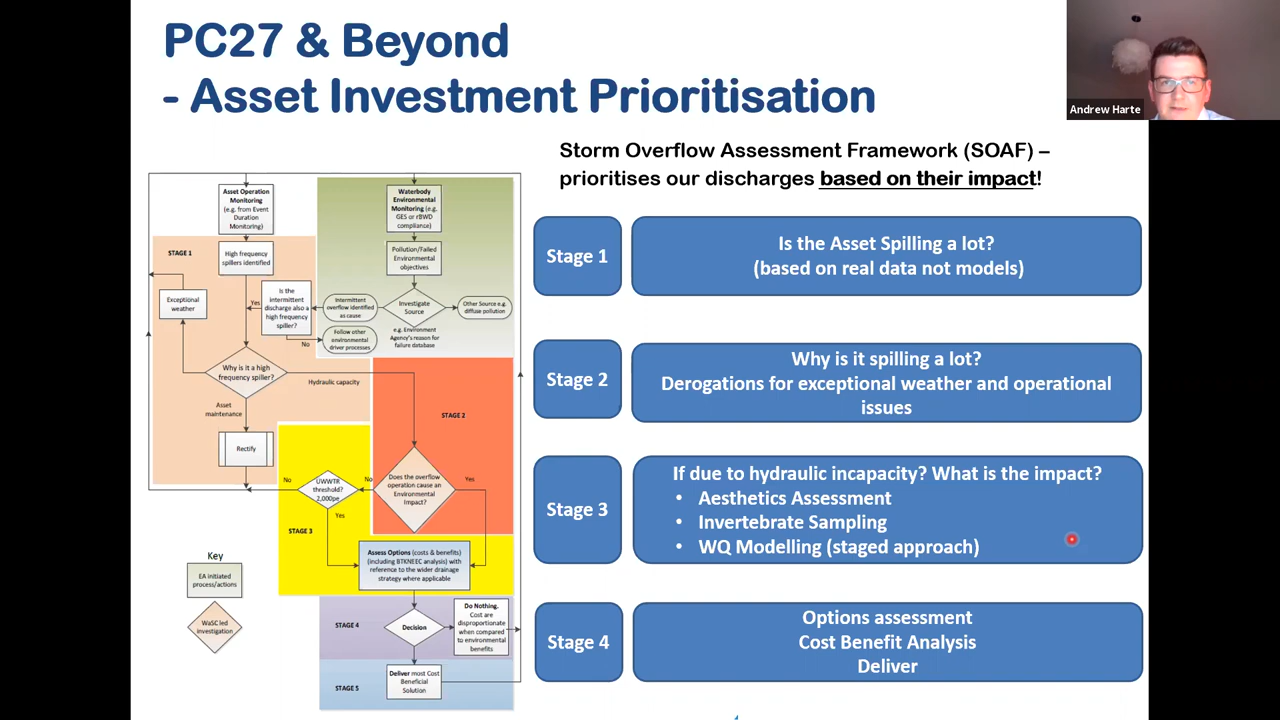 PC27 & Beyond
- Asset Investment Prioritisation
Andrew Harte
Storm Overflow Assessment Framework (SOAF) –
prioritises our discharges based on their impact!
Asset Operation
Monitoring
(e.g. from Event
Duration
Monitoring)
Waterbody
Environmental
Monitoring (e.g.
GES or rBWD
compliance)
STAGE 1
High frequency
spillers identified
Pollution/Failed
Environmental
objectives
Exceptional
weather
Yes
Is the
intermittent
discharge also a
high frequency
spiller?
Intermittent
overflow identified
as cause
Investigate
Source
Other Source e.g.
diffuse pollution
No
Follow other
environmental
driver processes
e.g. Environment
Agency's reason for
failure database
Why is it a high
frequency spiller?
Hydraulic capacity
Asset
maintenance
STAGE 2
Rectify
No
UWWTR
threshold?
2,000pe
No
Does the overflow
operation cause an
Environmental
Impact?
Yes
Yes
STAGE 3
Assess Options (costs & benefits)
(including BTKNEEC analysis) with
reference to the wider drainage
strategy where applicable
Key
EA initiated
process/actions
WaSC led
investigation
STAGE 4
Decision
Do Nothing.
Cost are
disproportionate
when compared
to environmental
benefits
STAGE 5
Deliver most Cost
Beneficial
Solution
Stage 1
Is the Asset Spilling a lot?
(based on real data not models)
Stage 2
Why is it spilling a lot?
Derogations for exceptional weather and operational
issues
Stage 3
If due to hydraulic incapacity? What is the impact?
• Aesthetics Assessment
• Invertebrate Sampling
• WQ Modelling (staged approach)
Stage 4
Options assessment
Cost Benefit Analysis
Deliver